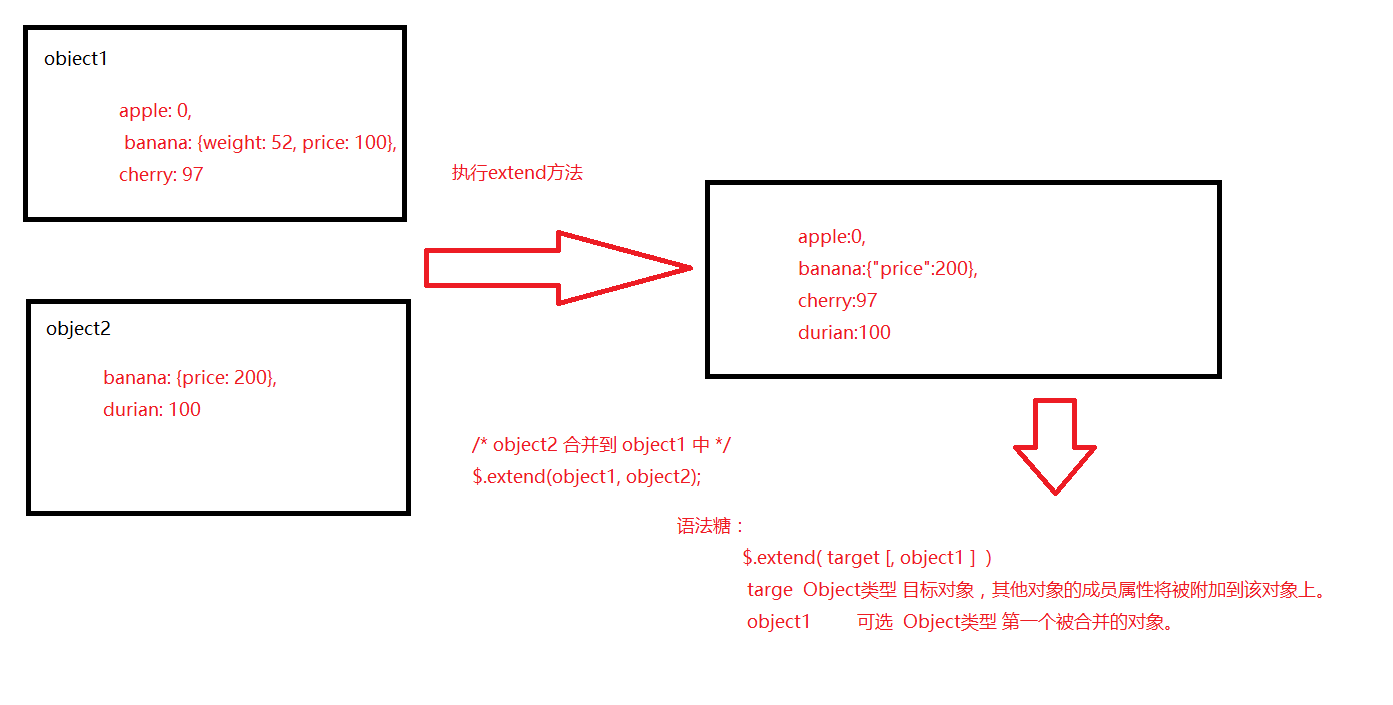 object1
apple: 0,
banana: {weight: 52, price: 100},
cherry: 97
执行extend方法
apple:0,
banana:{"price":200},
cherry:97
durian:100
object2
banana: {price: 200},
durian: 100
/* object2 合并到 object1 中 */
$.extend(object1, object2);
语法糖：
$.extend( target [, object1 ] )
targe Object类型 目标对象，其他对象的成员属性将被附加到该对象上。
object1 可选 Object类型 第一个被合并的对象。